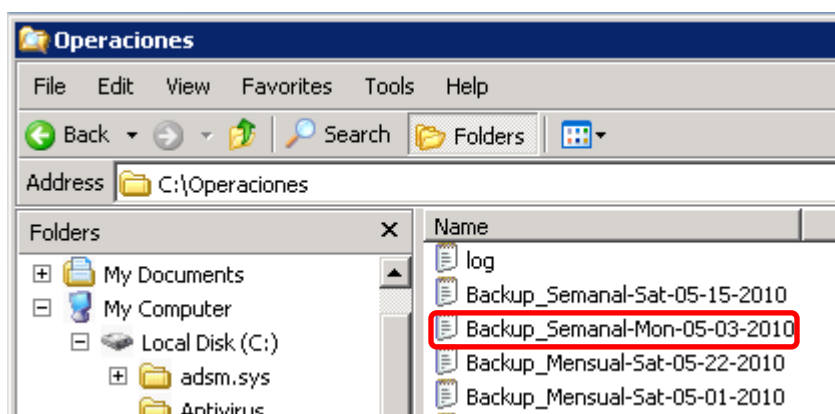 Operaciones
File Edit View Favorites Tools Help
Back Search Folders
Address C:\Operaciones
Folders X
My Documents
My Computer
Local Disk (C:)
adsm.sys
Antivirus
Name
log
Backup_Semanal-Sat-05-15-2010
Backup_Semanal-Mon-05-03-2010
Backup_Mensual-Sat-05-22-2010
Backup_Mensual-Sat-05-01-2010